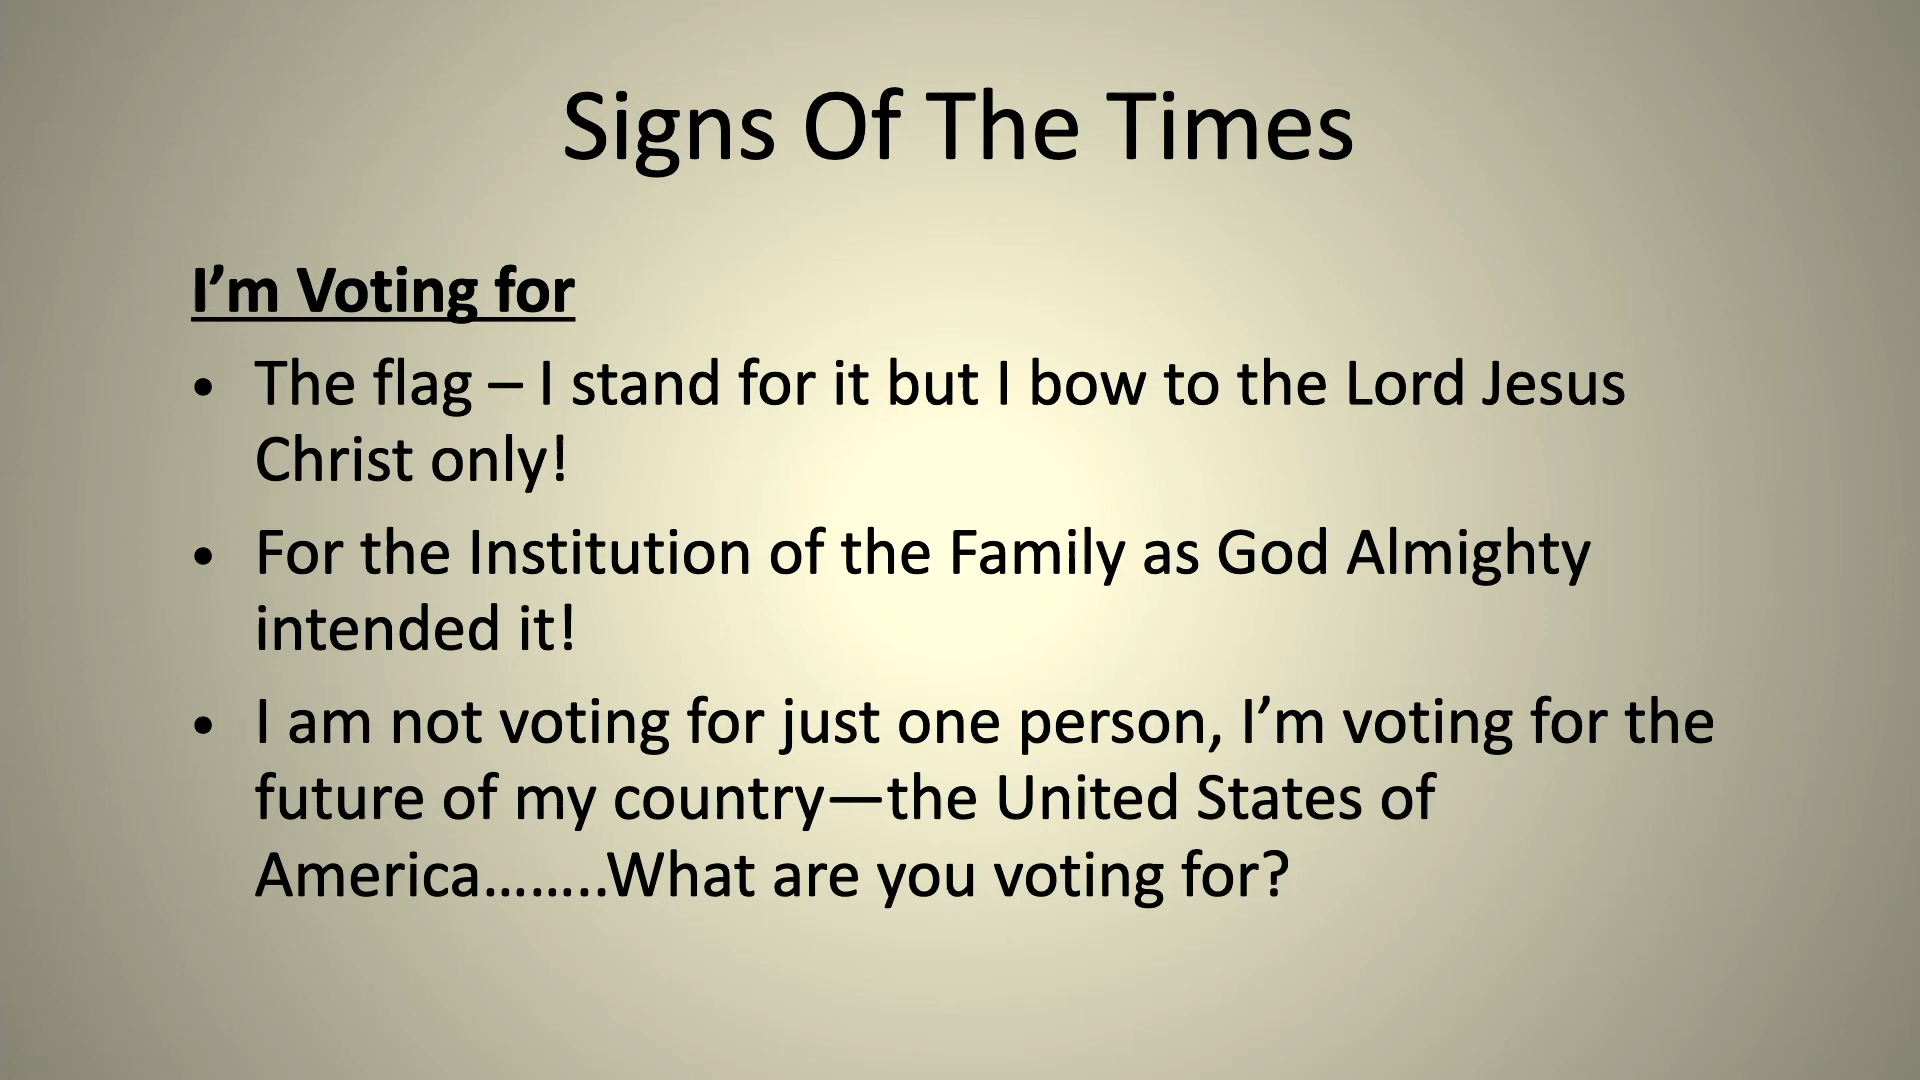 Signs Of The Times
I’m Voting for
• The flag – I stand for it but I bow to the Lord Jesus
Christ only!
• For the Institution of the Family as God Almighty
intended it!
• I am not voting for just one person, I’m voting for the
future of my country—the United States of
America……..What are you voting for?